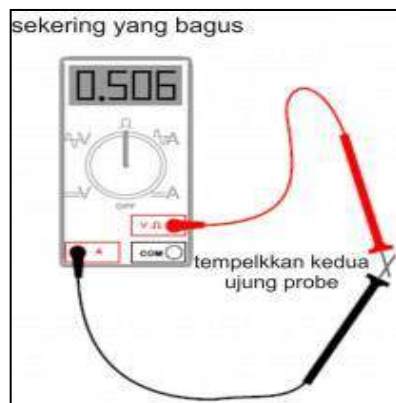 sekering yang bagus
0.506
Ω
V A
V A
OFF
V Ω
A COM
tempelkkan kedua
ujung probe